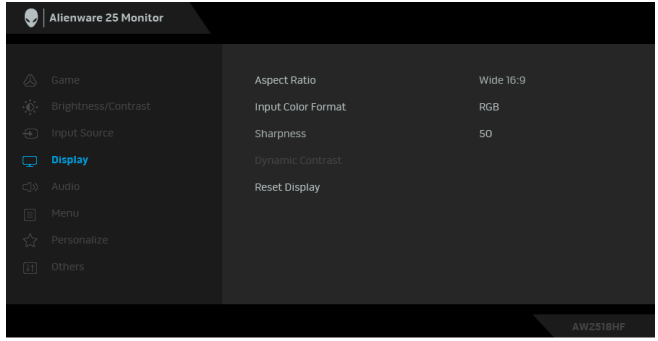 Alienware 25 Monitor
Game
Aspect Ratio Wide 16:9
Brightness/Contrast
Input Color Format RGB
Input Source
Sharpness 50
Display
Dynamic Contrast
Audio
Reset Display
Menu
Personalize
Others
AW2518HF